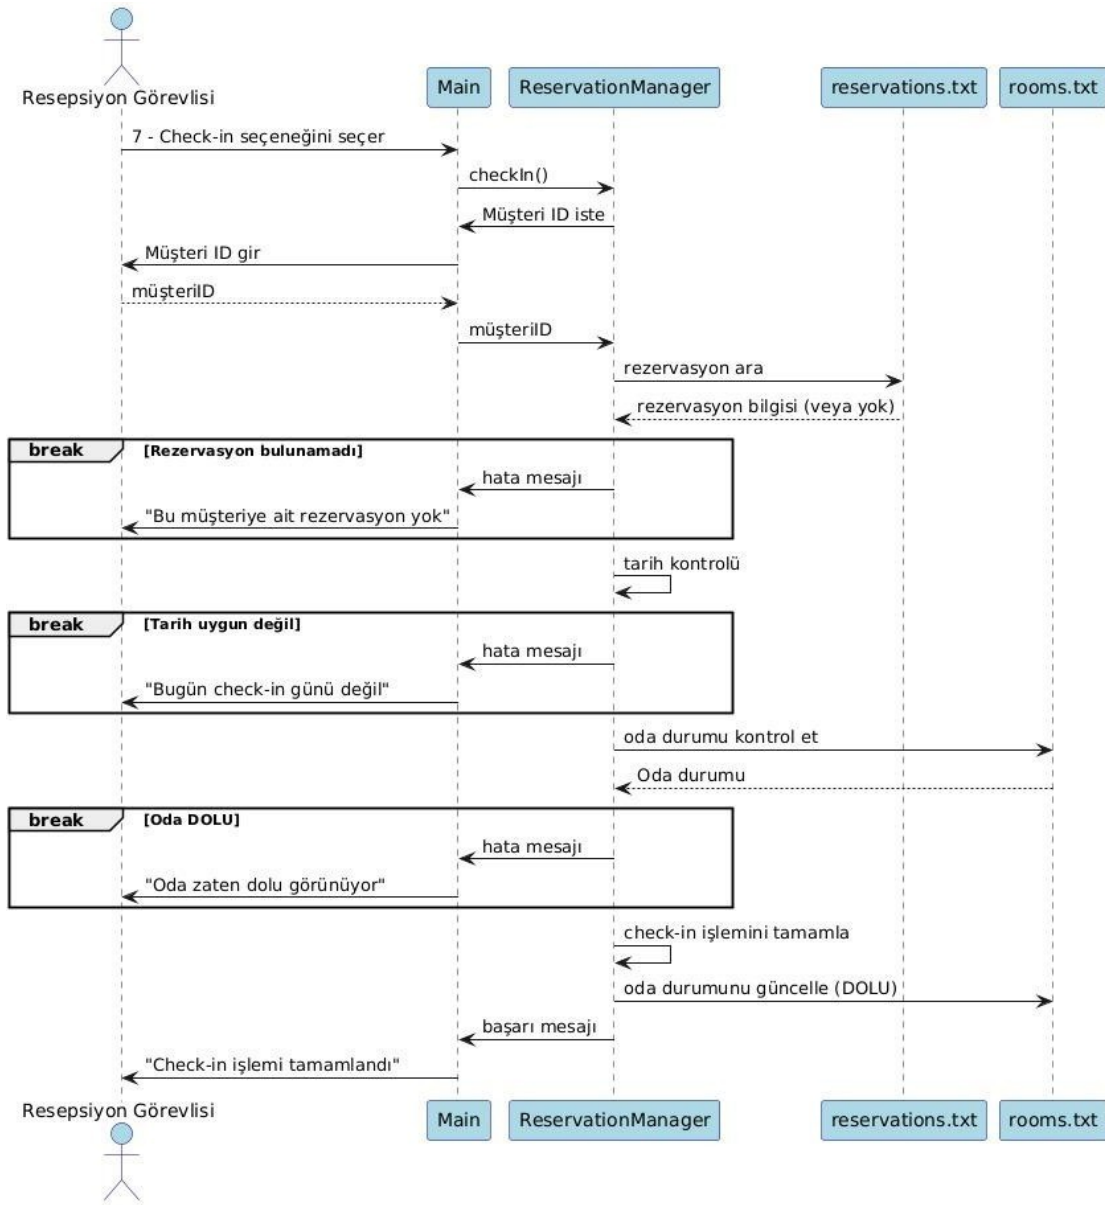 Resepsiyon Görevlisi
Main
ReservationManager
reservations.txt
rooms.txt
7 - Check-in seçeneğini seçer
checkIn()
Müşteri ID iste
Müşteri ID gir
müşteriID
müşteriID
rezervasyon ara
rezervasyon bilgisi (veya yok)
break
[Rezervasyon bulunamadı]
hata mesajı
"Bu müşteriye ait rezervasyon yok"
tarih kontrolü
break
[Tarih uygun değil]
hata mesajı
"Bugün check-in günü değil"
oda durumu kontrol et
Oda durumu
break
[Oda DOLU]
hata mesajı
"Oda zaten dolu görünüyor"
check-in işlemini tamamla
oda durumunu güncelle (DOLU)
başarı mesajı
"Check-in işlemi tamamlandı"
Resepsiyon Görevlisi
Main
ReservationManager
reservations.txt
rooms.txt